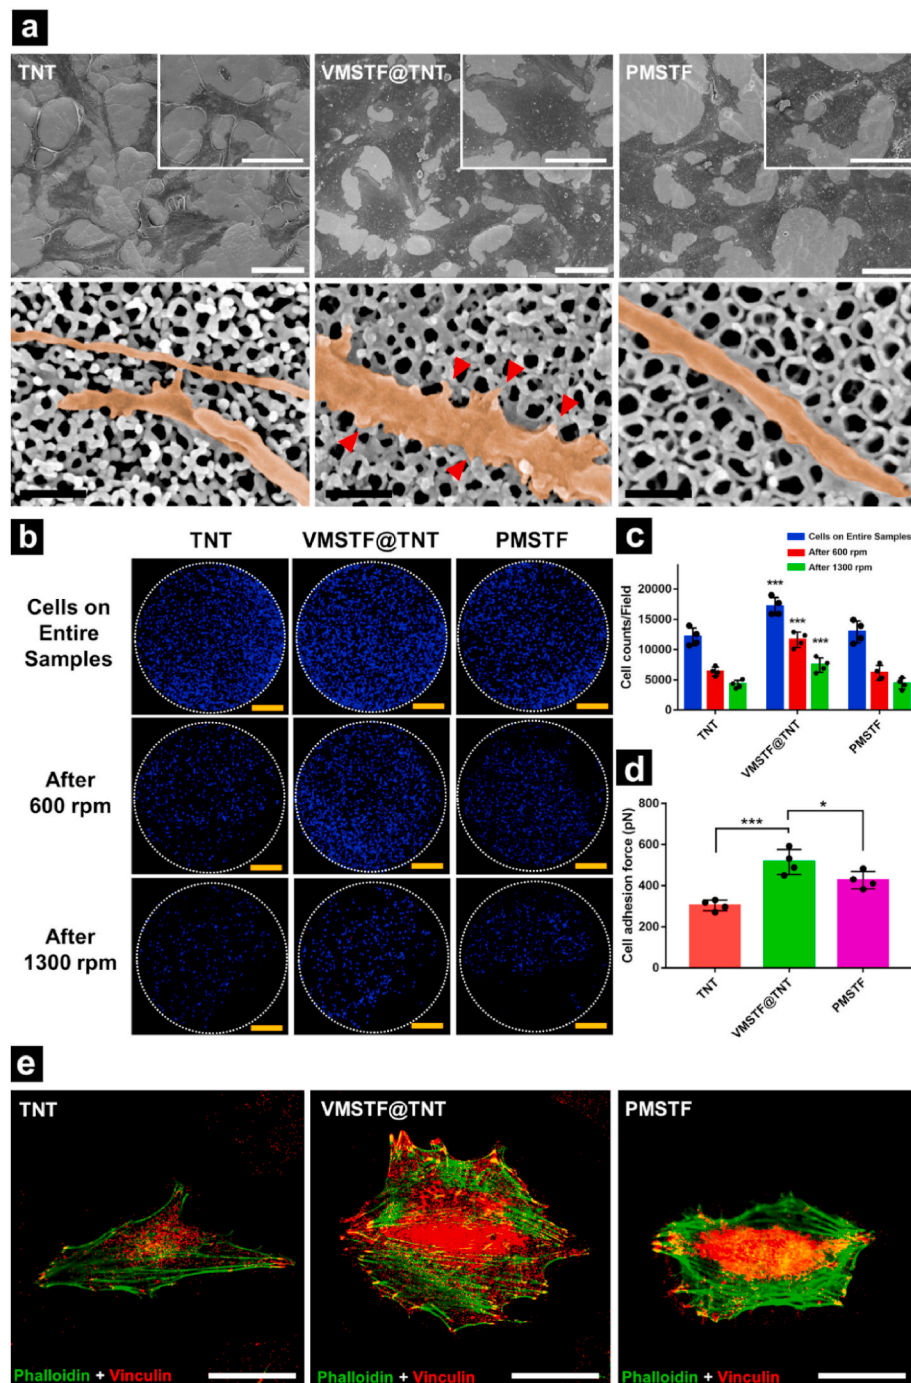 a
TNT
VMSTF@TNT
PMSTF
b
TNT
VMSTF@TNT
PMSTF
Cells on
Entire
Samples
After
600 rpm
After
1300 rpm
c
Cells on Entire Samples
After 600 rpm
After 1300 rpm
Cell counts/Field
20000
15000
10000
5000
0
***
***
***
TNT
VMSTF@TNT
PMSTF
d
Cell adhesion force (pN)
800
600
400
200
0
***
*
TNT
VMSTF@TNT
PMSTF
e
TNT
VMSTF@TNT
PMSTF
Phalloidin + Vinculin
Phalloidin + Vinculin
Phalloidin + Vinculin